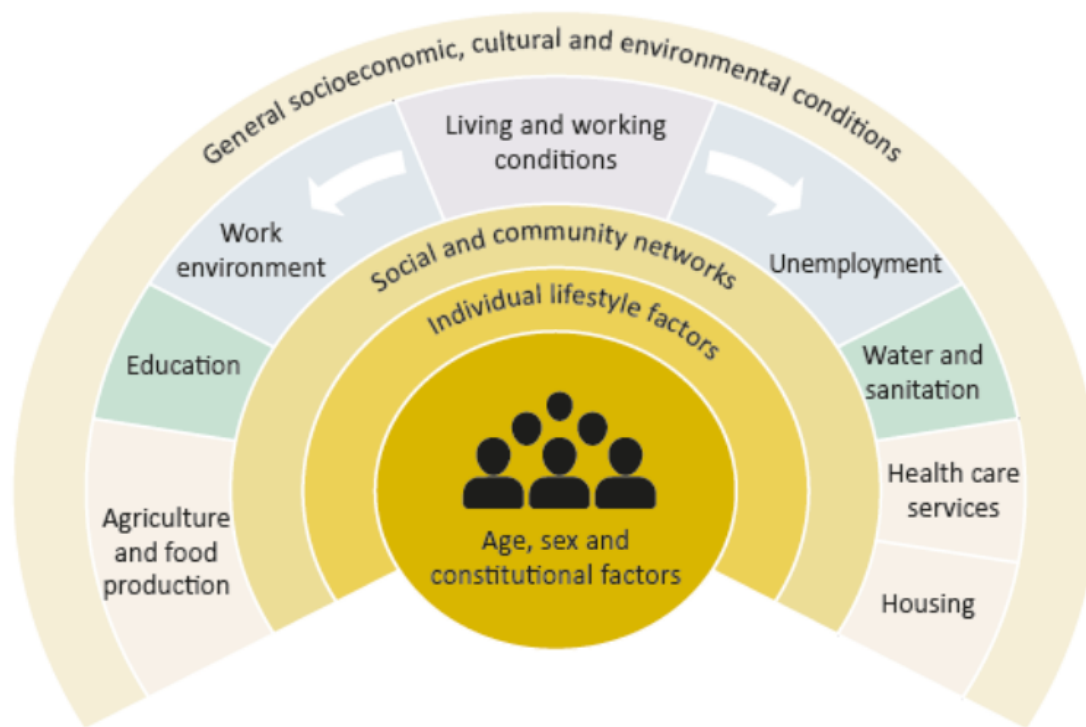 General socioeconomic, cultural and environmental conditions
Living and working
conditions
Work
environment
Unemployment
Social and community networks
Individual lifestyle factors
Education
Water and
sanitation
Agriculture
and food
production
Health care
services
Housing
Age, sex and
constitutional factors